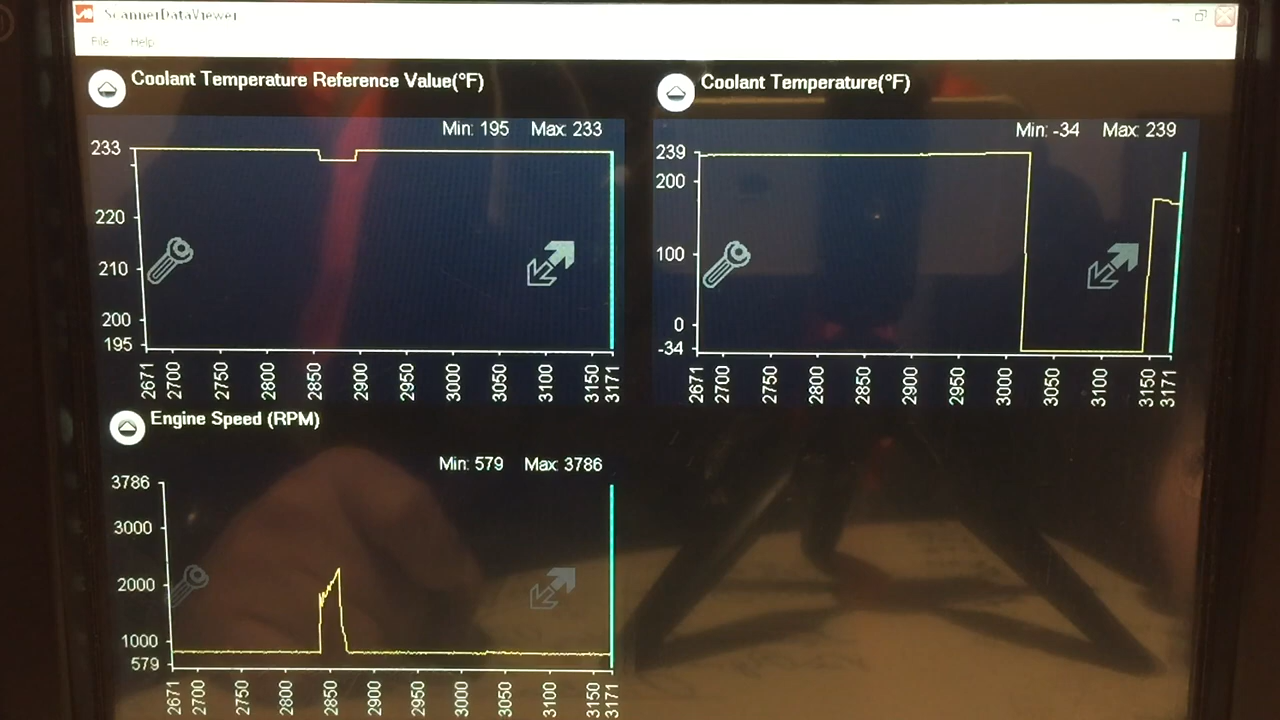 ScannerDataViewer
File Help
Coolant Temperature Reference Value(°F)
Min: 195 Max: 233
233
220
210
200
195
2671 2700 2750 2800 2850 2900 2950 3000 3050 3100 3150 3171
Coolant Temperature(°F)
Min: -34 Max: 239
239
200
100
0
-34
2671 2700 2750 2800 2850 2900 2950 3000 3050 3100 3150 3171
Engine Speed (RPM)
Min: 579 Max: 3786
3786
3000
2000
1000
579
2671 2700 2750 2800 2850 2900 2950 3000 3050 3100 3150 3171